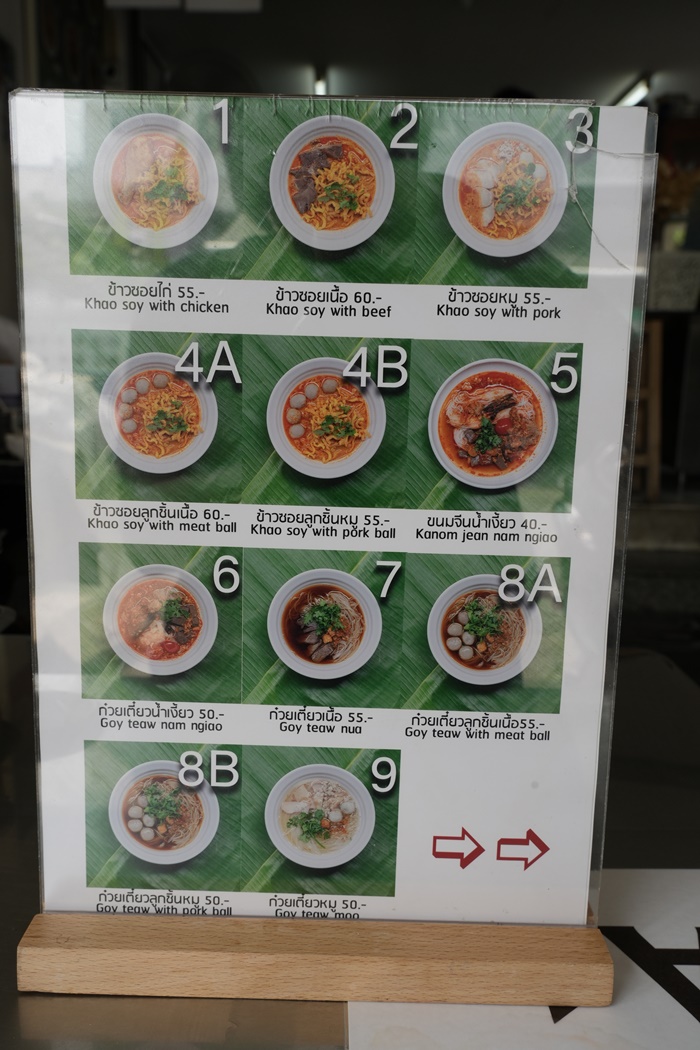 1
2
3
ข้าวซอยไก่ 55.-
Khao soy with chicken
ข้าวซอยเนื้อ 60.-
Khao soy with beef
ข้าวซอยหมู 55.-
Khao soy with pork
4A
4B
5
ข้าวซอยลูกชิ้นเนื้อ 60.-
Khao soy with meat ball
ข้าวซอยลูกชิ้นหมู 55.-
Khao soy with pork ball
ขนมจีนน้ำเงี้ยว 40.-
Kanom jean nam ngiao
6
7
8A
ก๋วยเตี๋ยวน้ำเงี้ยว 50.-
Goy teaw nam ngiao
ก๋วยเตี๋ยวเนื้อ 55.-
Goy teaw nua
ก๋วยเตี๋ยวลูกชิ้นเนื้อ55.-
Goy teaw with meat ball
8B
9
ก๋วยเตี๋ยวลูกชิ้นหมู 50.-
Goy teaw with pork ball
ก๋วยเตี๋ยวหมู 50.-
Goy teaw moo